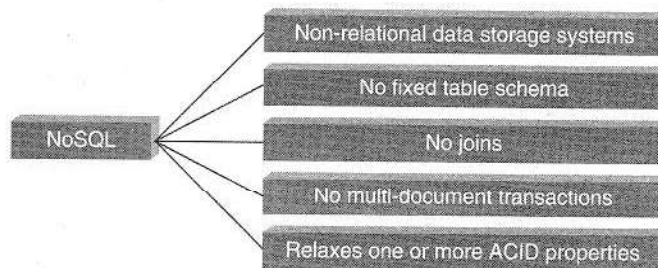 Non-relational data storage systems
No fixed table schema
NoSQL
No joins
No multi-document transactions
Relaxes one or more ACID properties